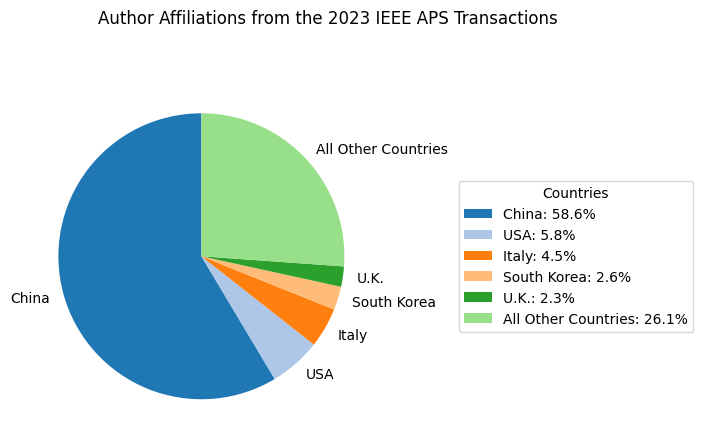 Author Affiliations from the 2023 IEEE APS Transactions
All Other Countries
U.K.
South Korea
Italy
USA
China
Countries
China: 58.6%
USA: 5.8%
Italy: 4.5%
South Korea: 2.6%
U.K.: 2.3%
All Other Countries: 26.1%